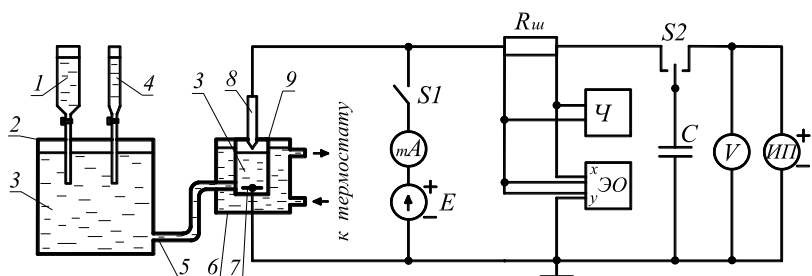 Rш
S2
1
4
8
3
9
S1
2
Ч
С
mA
V
ИП
+
−
3
x
ЭО
y
+
E
−
к термостату
5
6
7